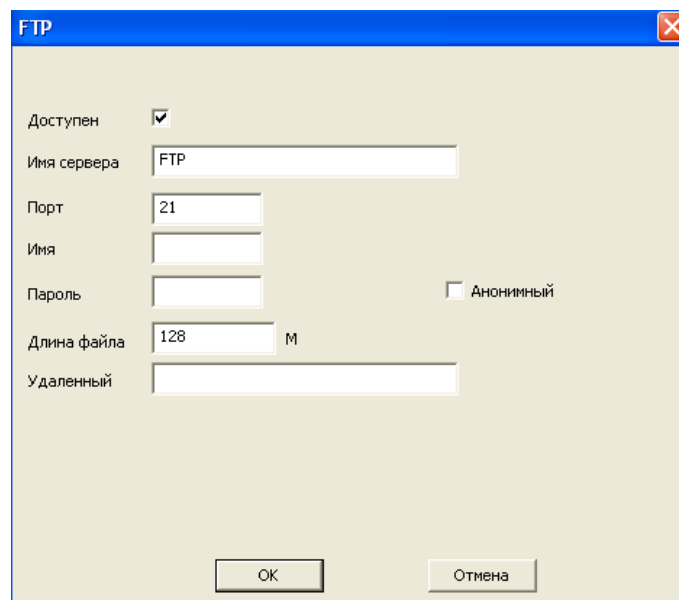 FTP
Доступен
Имя сервера FTP
Порт 21
Имя
Пароль Анонимный
Длина файла 128 М
Удаленный
OK Отмена